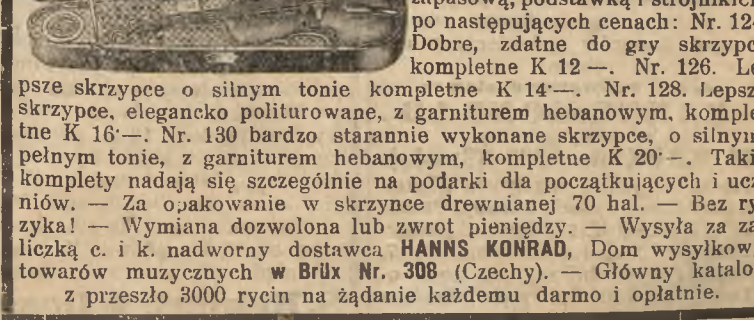 zapasową, podstawką i strojnikiem
po następujących cenach: Nr. 124
Dobre, zdatne do gry skrzypc
kompletne K 12 —. Nr. 126. Le
psze skrzypce o silnym tonie kompletne K 14·—. Nr. 128. Lepsz
skrzypce, elegancko politurowane, z garniturem hebanowym, komple
tne K 16·—. Nr. 130 bardzo starannie wykonane skrzypce, o silnym
pełnym tonie, z garniturem hebanowym, kompletne K 20·—. Taki
komplety nadają się szczególnie na podarki dla początkujących i ucz
niów. — Za opakowanie w skrzynce drewnianej 70 hal. — Bez ry
zyka! — Wymiana dozwolona lub zwrot pieniędzy. — Wysyła za za
liczką c. i k. nadworny dostawca HANNS KONRAD, Dom wysyłkow
towarów muzycznych w Brüx Nr. 308 (Czechy). — Główny katalo
z przeszło 3000 rycin na żądanie każdemu darmo i opłatnie.